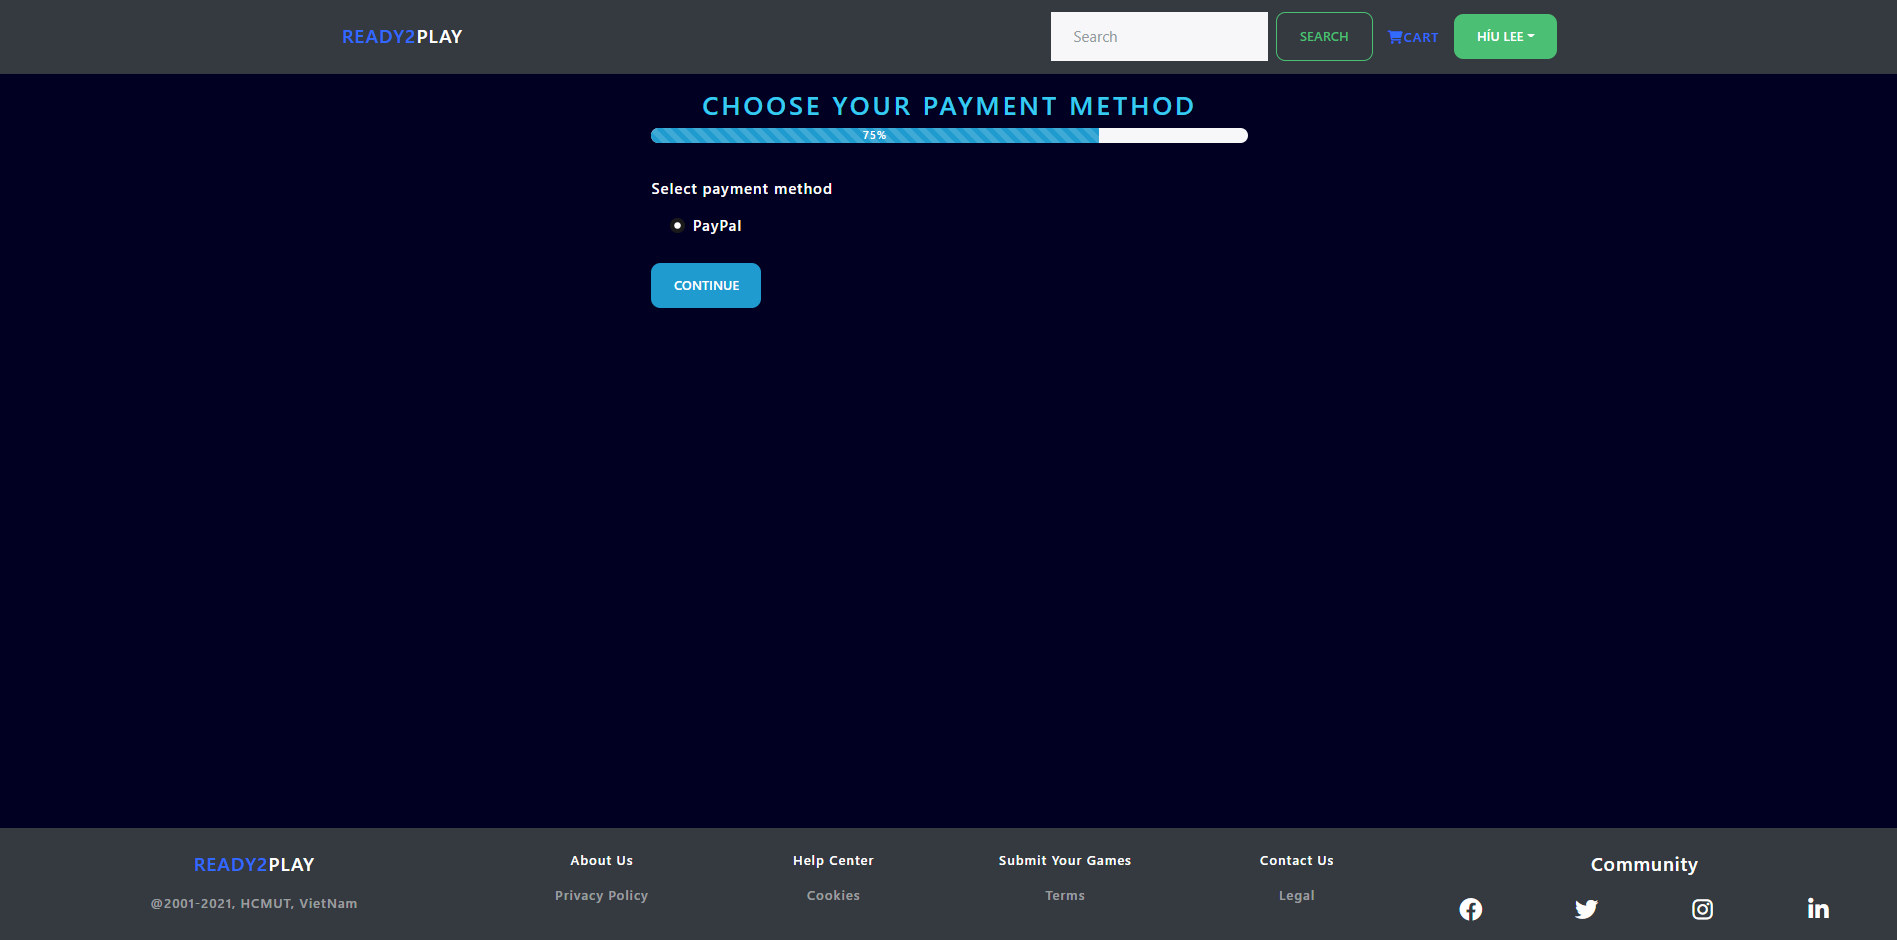 READY2PLAY
Search
SEARCH
CART
HÍU LEE
CHOOSE YOUR PAYMENT METHOD
75%
Select payment method
PayPal
CONTINUE
READY2PLAY
@2001-2021, HCMUT, VietNam
About Us
Privacy Policy
Help Center
Cookies
Submit Your Games
Terms
Contact Us
Legal
Community